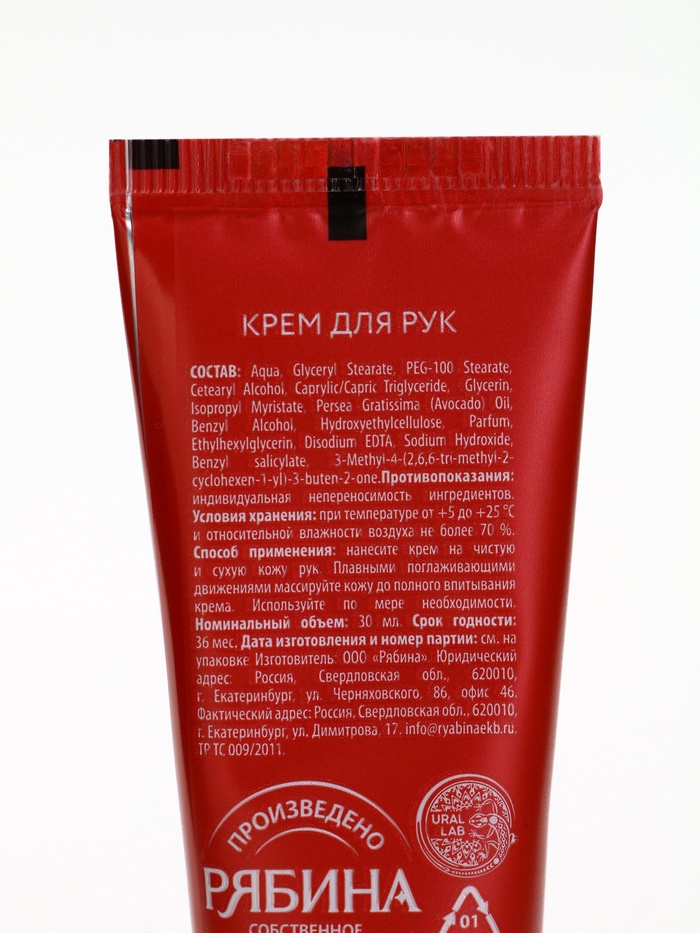 КРЕМ ДЛЯ РУК
СОСТАВ: Aqua, Glyceryl Stearate, PEG-100 Stearate,
Cetearyl Alcohol, Caprylic/Capric Triglyceride, Glycerin,
Isopropyl Myristate, Persea Gratissima (Avocado) Oil,
Benzyl Alcohol, Hydroxyethylcellulose, Parfum,
Ethylhexylglycerin, Disodium EDTA, Sodium Hydroxide,
Benzyl salicylate, 3-Methyl-4-(2,6,6-tri-methyl-2-
cyclohexen-1-yl)-3-buten-2-one.Противопоказания:
индивидуальная непереносимость ингредиентов.
Условия хранения: при температуре от +5 до +25 °С
и относительной влажности воздуха не более 70 %.
Способ применения: нанесите крем на чистую
и сухую кожу рук. Плавными поглаживающими
движениями массируйте кожу до полного впитывания
крема. Используйте по мере необходимости.
Номинальный объем: 30 мл. Срок годности:
36 мес. Дата изготовления и номер партии: см. на
упаковке Изготовитель: ООО «Рябина». Юридический
адрес: Россия, Свердловская обл., 620010,
г. Екатеринбург, ул. Черняховского, 86, офис 46.
Фактический адрес: Россия, Свердловская обл., 620010,
г. Екатеринбург, ул. Димитрова, 17. info@ryabinaekb.ru.
ТР ТС 009/2011.
ПРОИЗВЕДЕНО
РЯБИНА
СОБСТВЕННОЕ
URAL
LAB
01